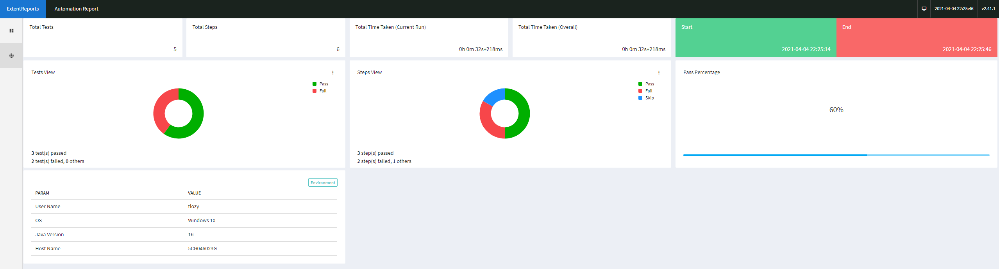 ExtentReports
Automation Report
2021-04-04 22:25:46
v2.41.1
Total Tests
5
Total Steps
6
Total Time Taken (Current Run)
0h 0m 32s+218ms
Total Time Taken (Overall)
0h 0m 32s+218ms
Start
2021-04-04 22:25:14
End
2021-04-04 22:25:46
Tests View
Pass
Fail
3 test(s) passed
2 test(s) failed, 0 others
Steps View
Pass
Fail
Skip
3 step(s) passed
2 step(s) failed, 1 others
Pass Percentage
60%
Environment
PARAM VALUE
User Name tlozy
OS Windows 10
Java Version 16
Host Name 5CG046023G